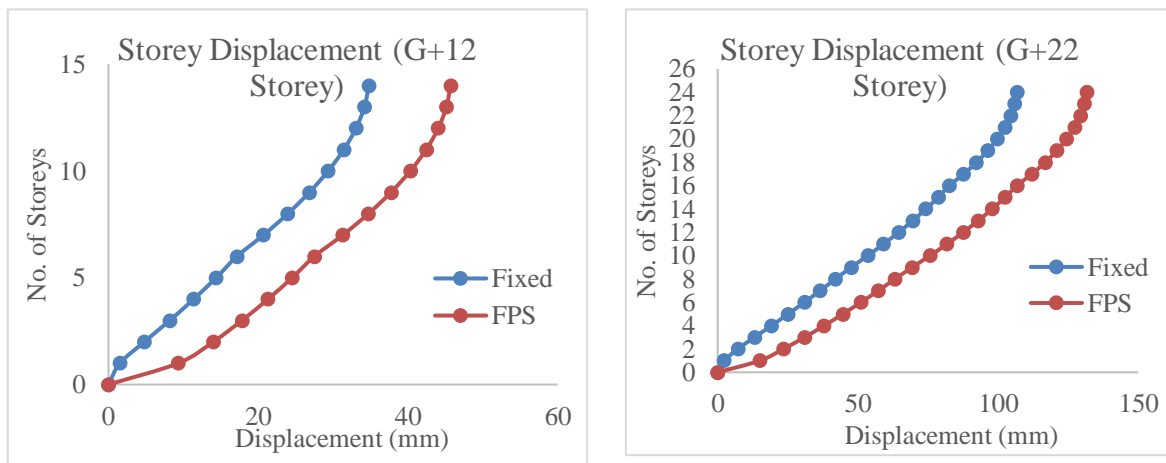 Storey Displacement (G+12
Storey)
15
10
5
0
No. of Storeys
Fixed
FPS
0 20 40 60
Displacement (mm)
Storey Displacement (G+22
Storey)
26
24
22
20
18
16
14
12
10
8
6
4
2
0
No. of Storeys
Fixed
FPS
0 50 100 150
Displacement (mm)